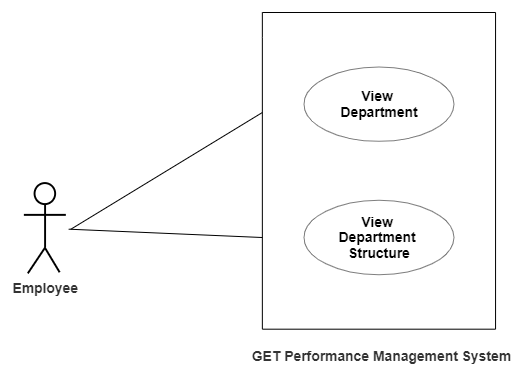 View
Department
View
Department
Structure
Employee
GET Performance Management System